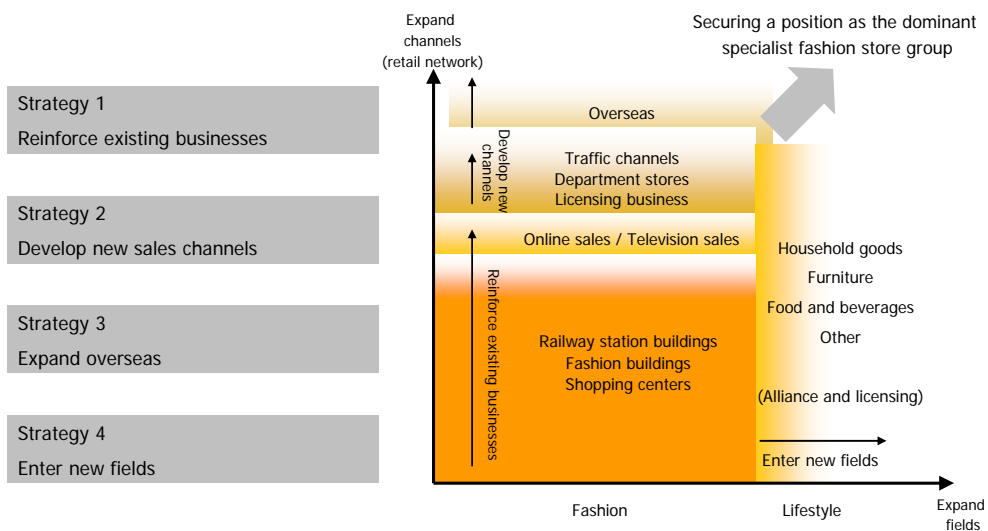 Strategy 1
Reinforce existing businesses
Strategy 2
Develop new sales channels
Strategy 3
Expand overseas
Strategy 4
Enter new fields
Expand
channels
(retail network)
Securing a position as the dominant
specialist fashion store group
Overseas
Develop new
channels
Traffic channels
Department stores
Licensing business
Online sales / Television sales
Reinforce existing businesses
Railway station buildings
Fashion buildings
Shopping centers
Household goods
Furniture
Food and beverages
Other
(Alliance and licensing)
Enter new fields
Fashion
Lifestyle
Expand
fields